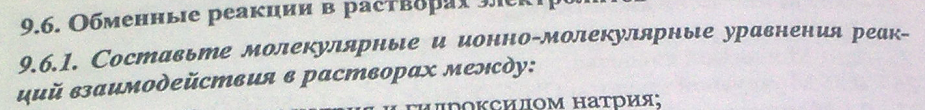 9.6. Обменные реакции в растворах
9.6.1. Составьте молекулярные и ионно-молекулярные уравнения реак-
ций взаимодействия в растворах между:
и гидроксидом натрия;